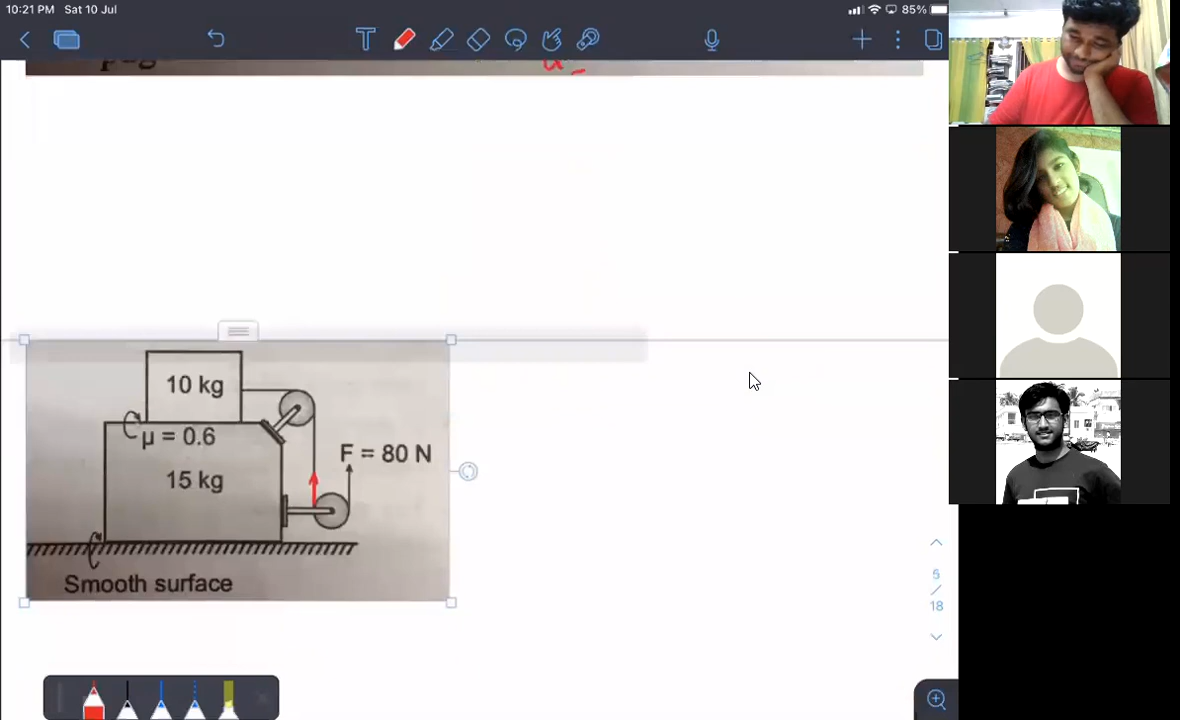 10:21 PM Sat 10 Jul
85%
T
10 kg
μ = 0.6
F = 80 N
15 kg
Smooth surface
5
/
18